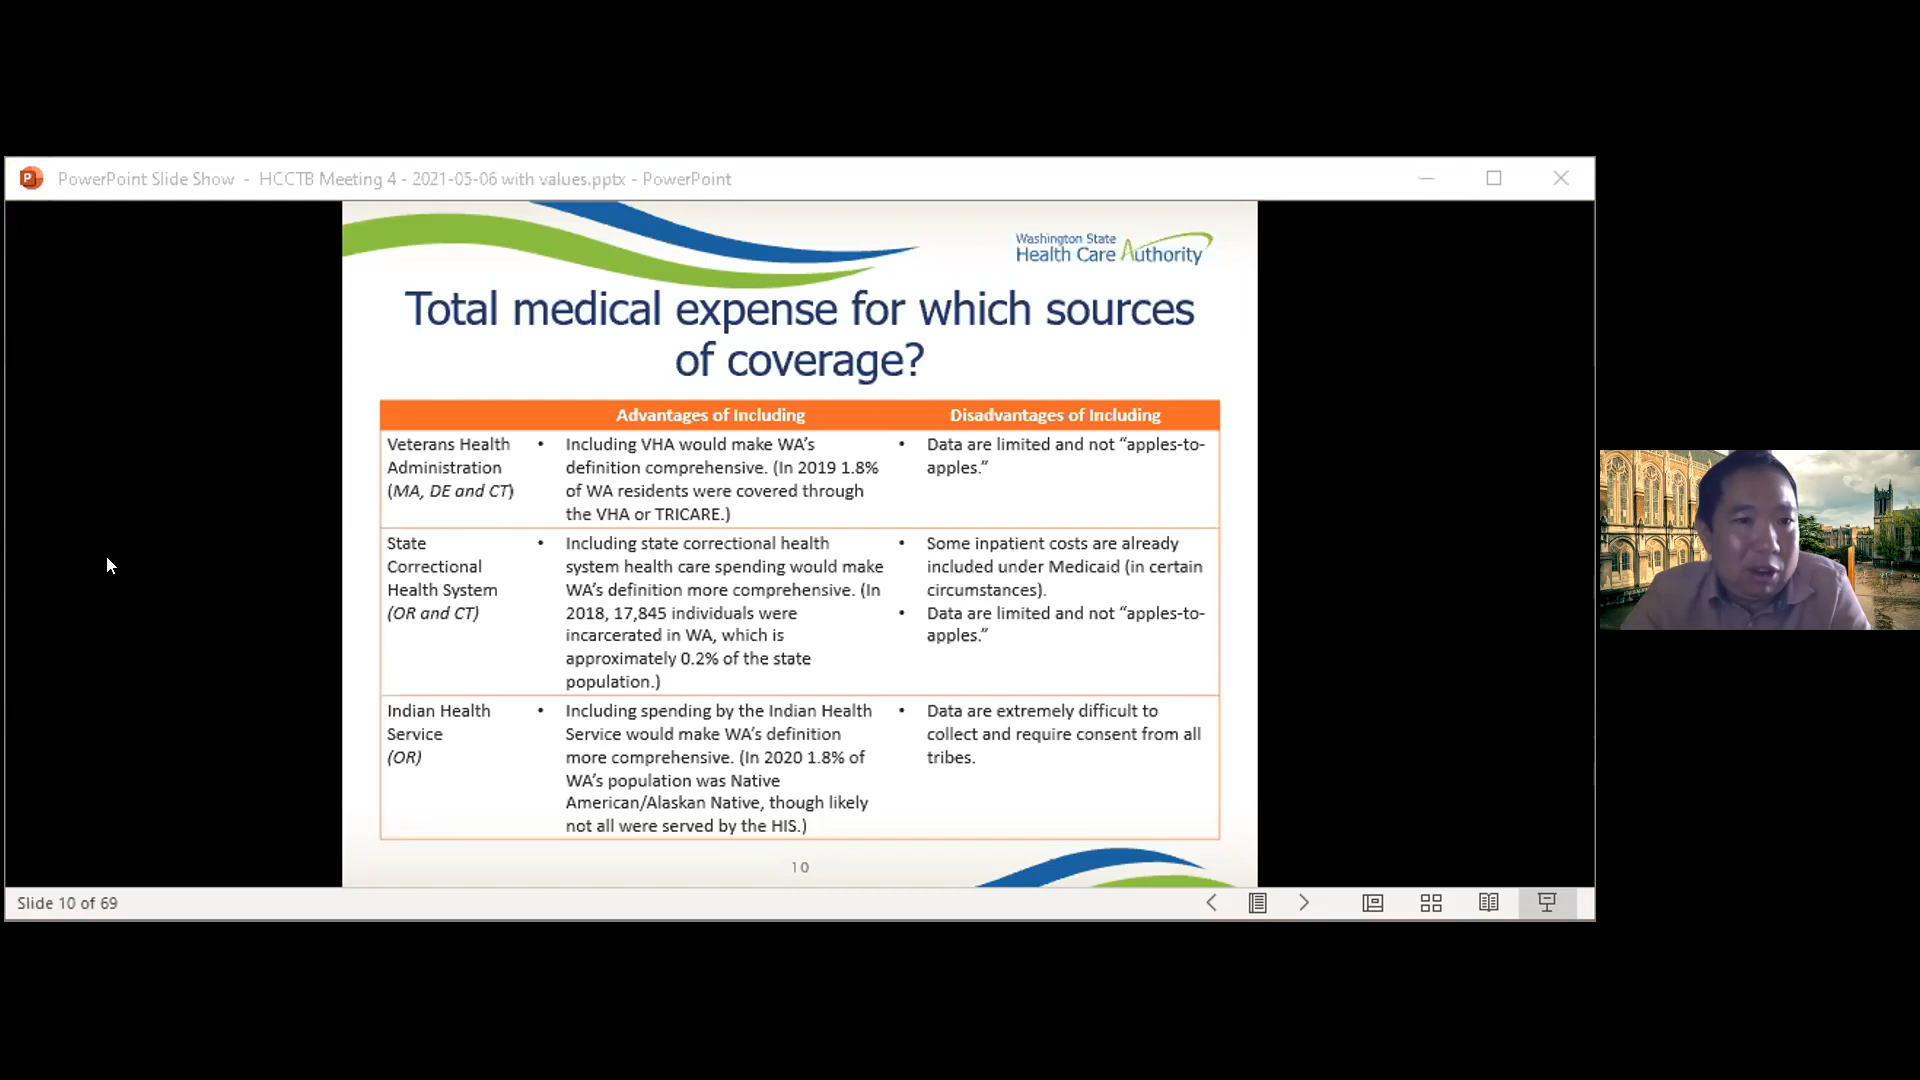 PowerPoint Slide Show - HCCTB Meeting 4 - 2021-05-06 with values.pptx - PowerPoint
Washington State
Health Care Authority
Total medical expense for which sources
of coverage?
Advantages of Including
Disadvantages of Including
Veterans Health
Administration
(MA, DE and CT)
• Including VHA would make WA's
definition comprehensive. (In 2019 1.8%
of WA residents were covered through
the VHA or TRICARE.)
• Data are limited and not “apples-to-
apples.”
State
Correctional
Health System
(OR and CT)
• Including state correctional health
system health care spending would make
WA's definition more comprehensive. (In
2018, 17,845 individuals were
incarcerated in WA, which is
approximately 0.2% of the state
population.)
• Some inpatient costs are already
included under Medicaid (in certain
circumstances).
• Data are limited and not “apples-to-
apples.”
Indian Health
Service
(OR)
• Including spending by the Indian Health
Service would make WA's definition
more comprehensive. (In 2020 1.8% of
WA's population was Native
American/Alaskan Native, though likely
not all were served by the HIS.)
• Data are extremely difficult to
collect and require consent from all
tribes.
10
Slide 10 of 69